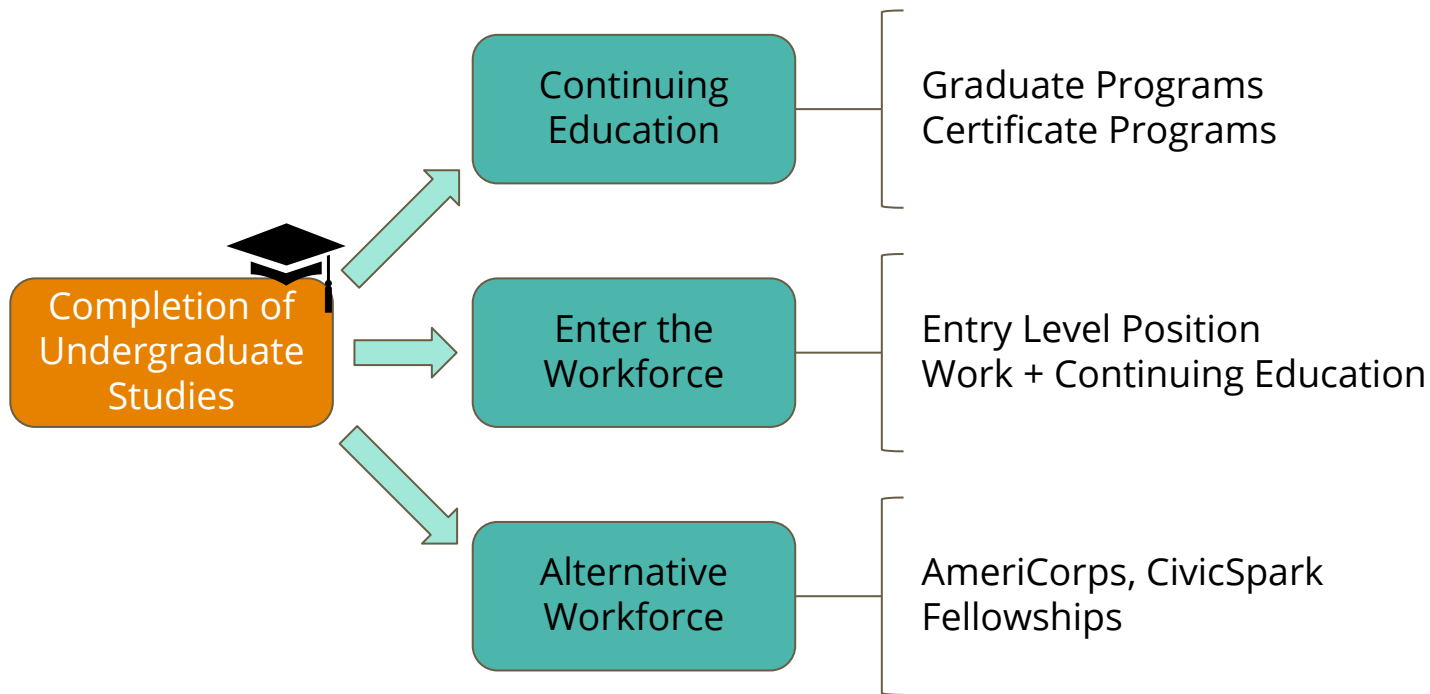 Completion of
Undergraduate
Studies
Continuing
Education
Graduate Programs
Certificate Programs
Enter the
Workforce
Entry Level Position
Work + Continuing Education
Alternative
Workforce
AmeriCorps, CivicSpark
Fellowships